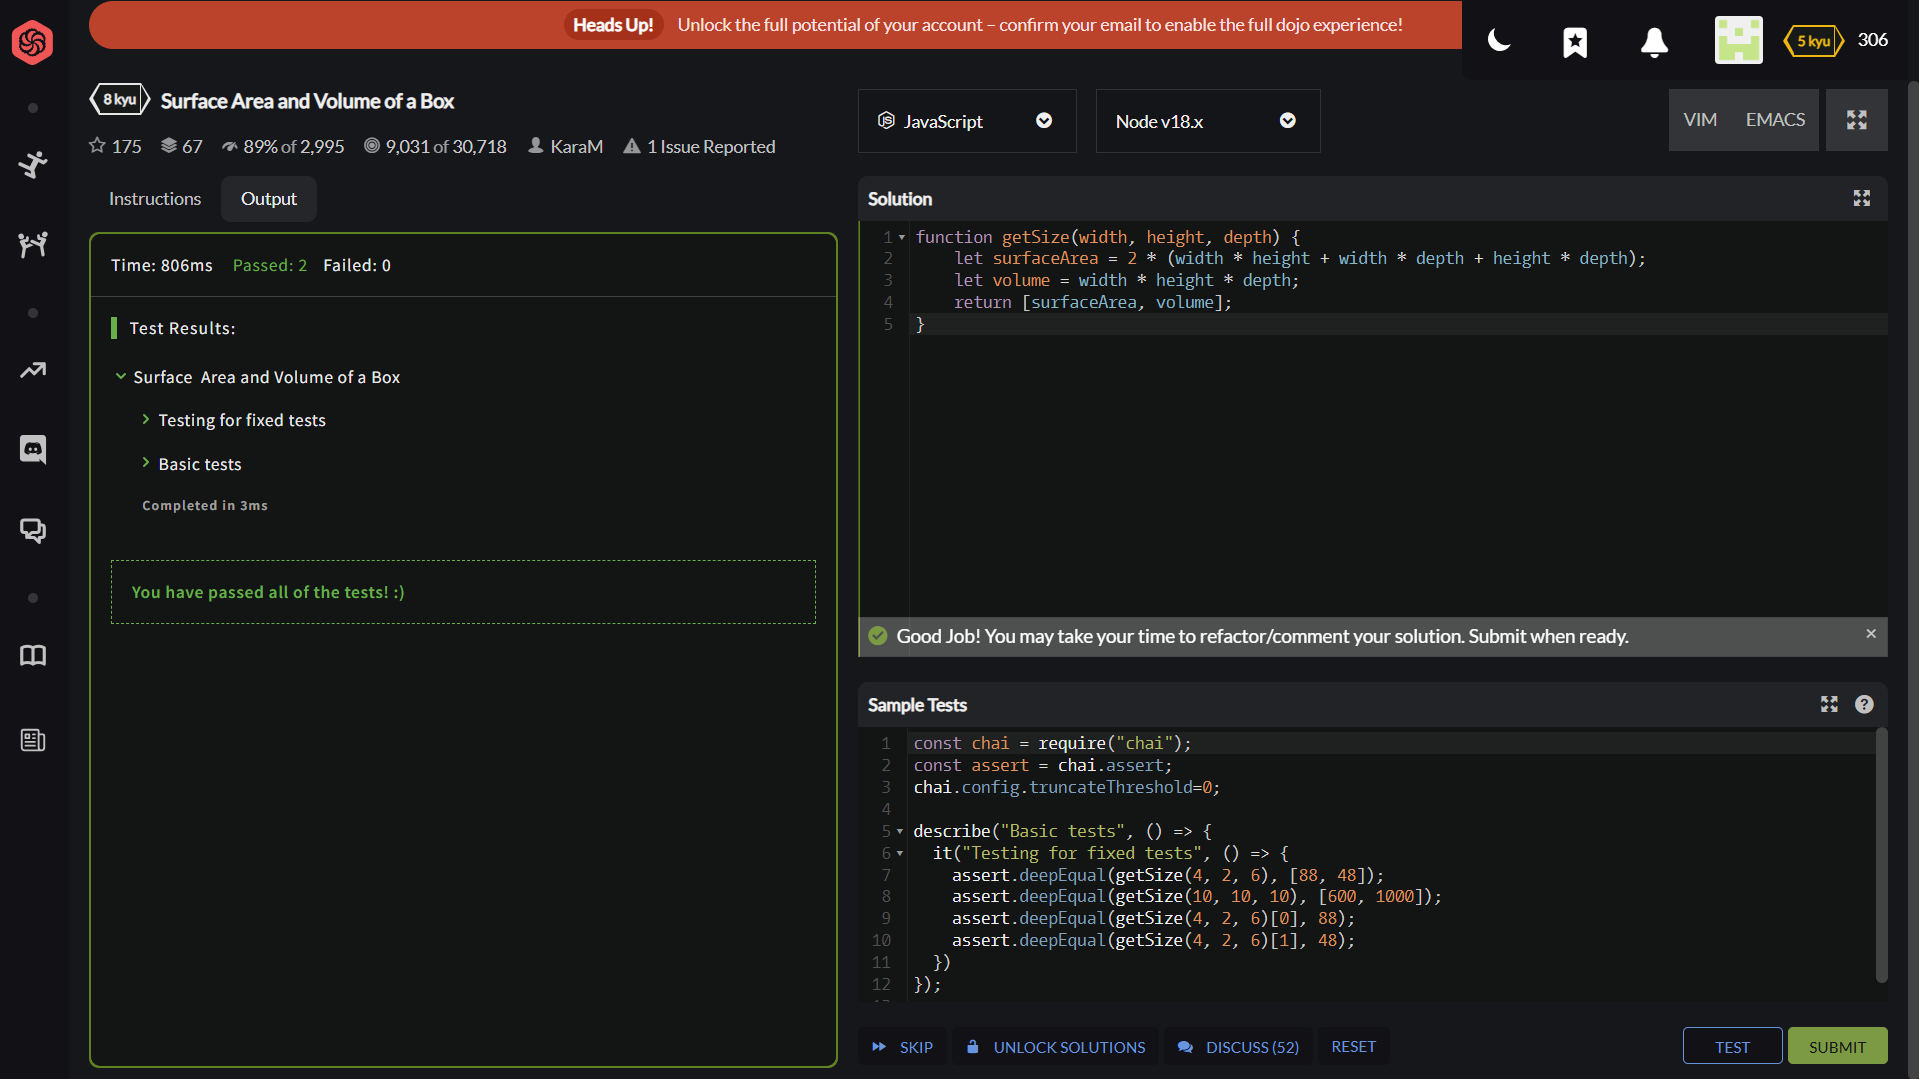 Heads Up! Unlock the full potential of your account – confirm your email to enable the full dojo experience!
5 kyu 306
8 kyu Surface Area and Volume of a Box
175 67 89% of 2,995 9,031 of 30,718 KaraM 1 Issue Reported
Instructions Output
Time: 806ms Passed: 2 Failed: 0
Test Results:
Surface Area and Volume of a Box
Testing for fixed tests
Basic tests
Completed in 3ms
You have passed all of the tests! :)
JavaScript Node v18.x VIM EMACS
Solution
1 function getSize(width, height, depth) {
2 let surfaceArea = 2 * (width * height + width * depth + height * depth);
3 let volume = width * height * depth;
4 return [surfaceArea, volume];
5 }
Good Job! You may take your time to refactor/comment your solution. Submit when ready.
Sample Tests
1 const chai = require("chai");
2 const assert = chai.assert;
3 chai.config.truncateThreshold=0;
4
5 describe("Basic tests", () => {
6 it("Testing for fixed tests", () => {
7 assert.deepEqual(getSize(4, 2, 6), [88, 48]);
8 assert.deepEqual(getSize(10, 10, 10), [600, 1000]);
9 assert.deepEqual(getSize(4, 2, 6)[0], 88);
10 assert.deepEqual(getSize(4, 2, 6)[1], 48);
11 })
12 });
SKIP UNLOCK SOLUTIONS DISCUSS (52) RESET TEST SUBMIT